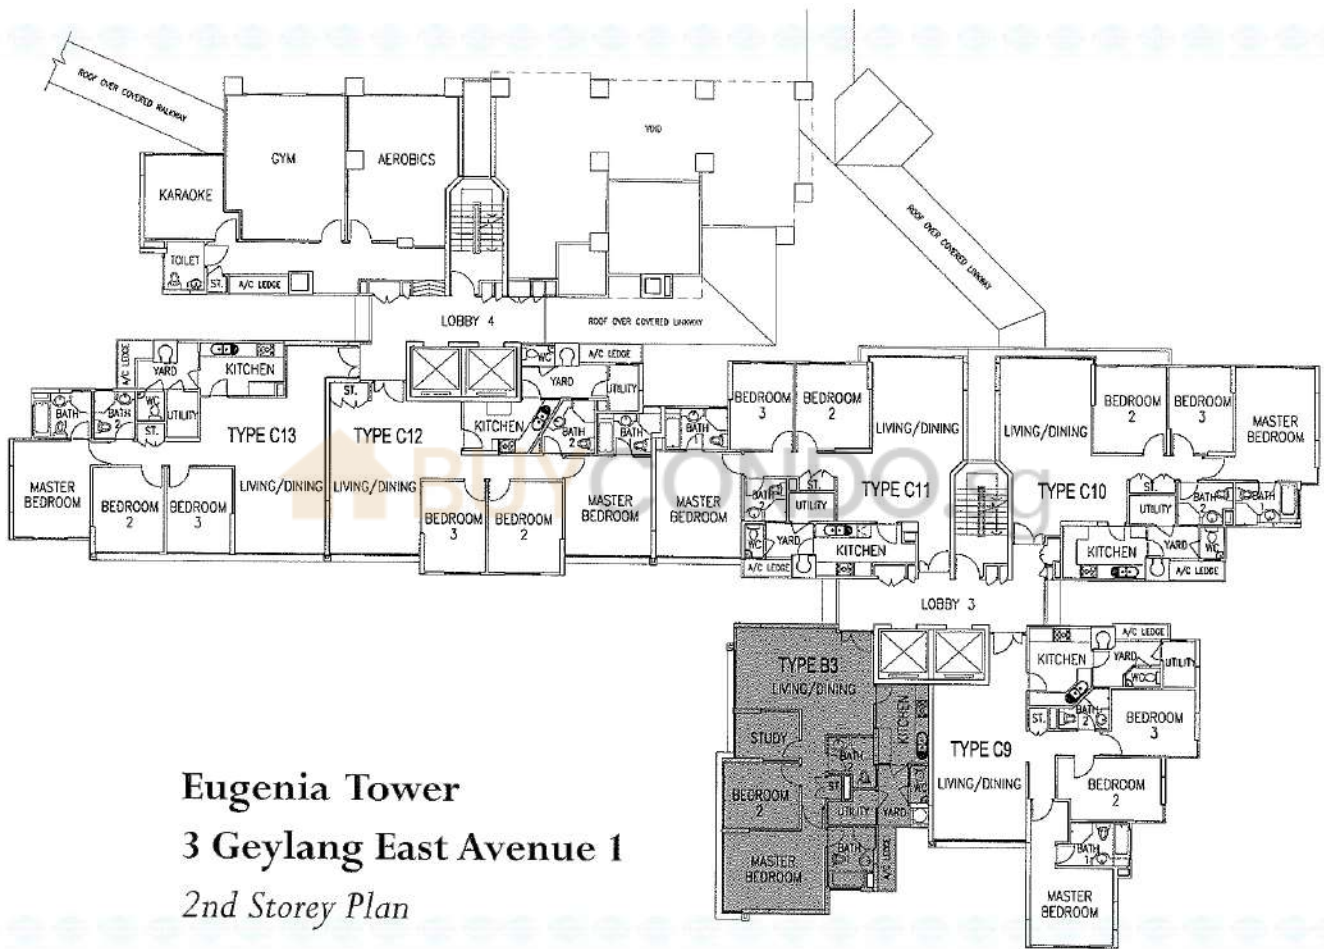 ROOF OVER COVERED WALKWAY
GYM
AEROBICS
KARAOKE
TOILET
ST.
A/C LEDGE
VOID
ROOF OVER COVERED LINKWAY
LOBBY 4
ROOF OVER COVERED LINKWAY
A/C LEDGE
YARD
KITCHEN
BATH
BATH
2
WC
ST.
UTILITY
TYPE C13
MASTER
BEDROOM
BEDROOM
2
BEDROOM
3
LIVING/DINING
ST.
TYPE C12
LIVING/DINING
WC
A/C LEDGE
YARD
UTILITY
KITCHEN
BATH
2
BATH
BEDROOM
3
BEDROOM
2
MASTER
BEDROOM
BATH
1
MASTER
BEDROOM
BEDROOM
3
BEDROOM
2
LIVING/DINING
TYPE C11
BATH
2
ST.
UTILITY
WC
YARD
KITCHEN
A/C LEDGE
LIVING/DINING
BEDROOM
2
BEDROOM
3
MASTER
BEDROOM
TYPE C10
ST.
UTILITY
BATH
2
BATH
KITCHEN
YARD
WC
A/C LEDGE
BUYCONDO.sg
LOBBY 3
TYPE B3
LIVING/DINING
STUDY
KITCHEN
BATH
2
BEDROOM
2
ST.
UTILITY
YARD
WC
MASTER
BEDROOM
BATH
A/C LEDGE
KITCHEN
A/C LEDGE
YARD
UTILITY
WC
ST.
BATH
2
BEDROOM
3
TYPE C9
LIVING/DINING
BEDROOM
2
BATH
1
MASTER
BEDROOM
Eugenia Tower
3 Geylang East Avenue 1
2nd Storey Plan